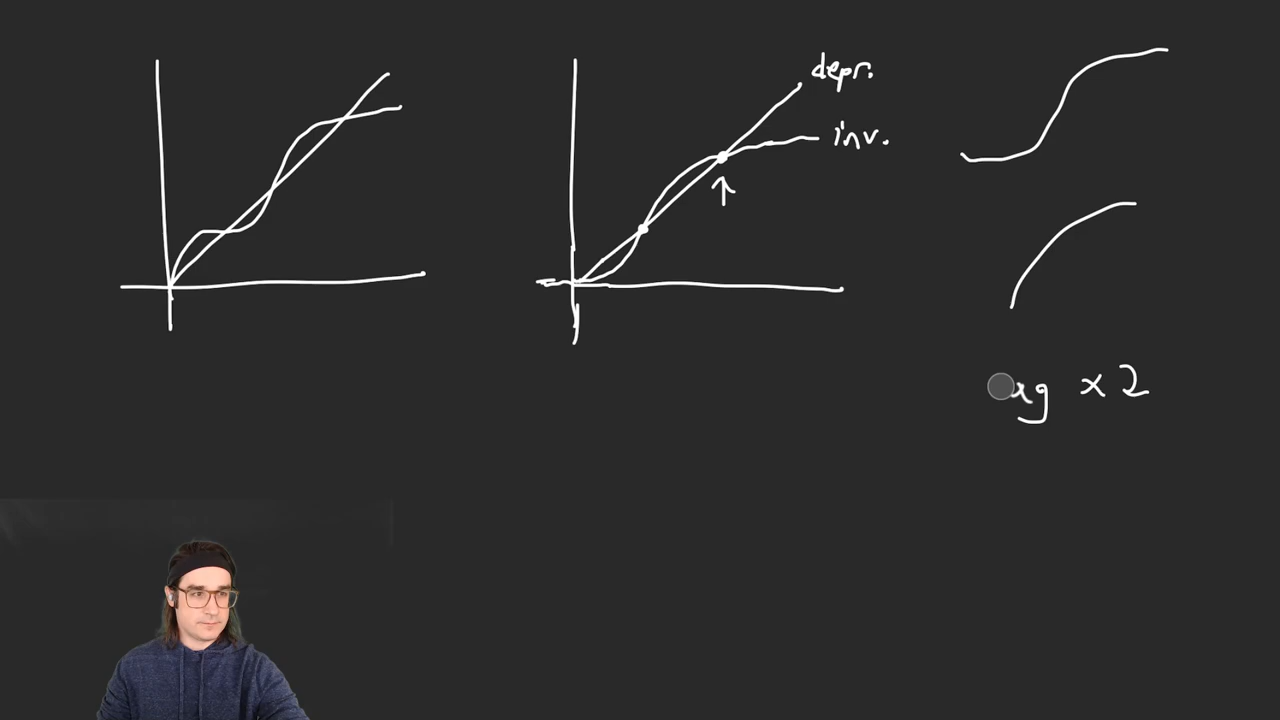 depr.
inv.
x 2